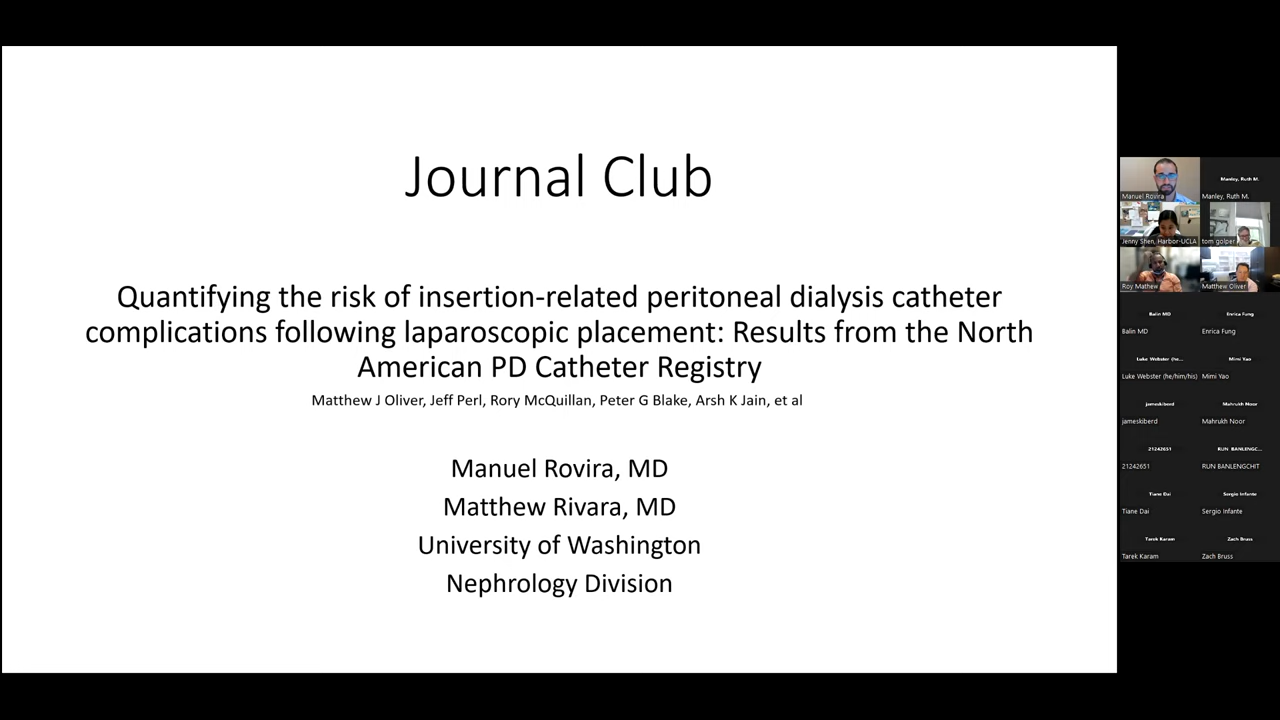 Journal Club
Quantifying the risk of insertion-related peritoneal dialysis catheter
complications following laparoscopic placement: Results from the North
American PD Catheter Registry
Matthew J Oliver, Jeff Perl, Rory McQuillan, Peter G Blake, Arsh K Jain, et al
Manuel Rovira, MD
Matthew Rivara, MD
University of Washington
Nephrology Division
Manuel Rovira
Manley, Ruth M.
Manley, Ruth M.
Jenny Shen, Harbor-UCLA
tom golper
Roy Mathew
Matthew Oliver
Balin MD
Balin MD
Enrica Fung
Enrica Fung
Luke Webster (he...
Luke Webster (he/him/his)
Mimi Yao
Mimi Yao
jameskiberd
jameskiberd
Mahrukh Noor
Mahrukh Noor
21242651
21242651
RUN BANLENGC...
RUN BANLENGCHIT
Tiane Dai
Tiane Dai
Sergio Infante
Sergio Infante
Tarek Karam
Tarek Karam
Zach Bruss
Zach Bruss